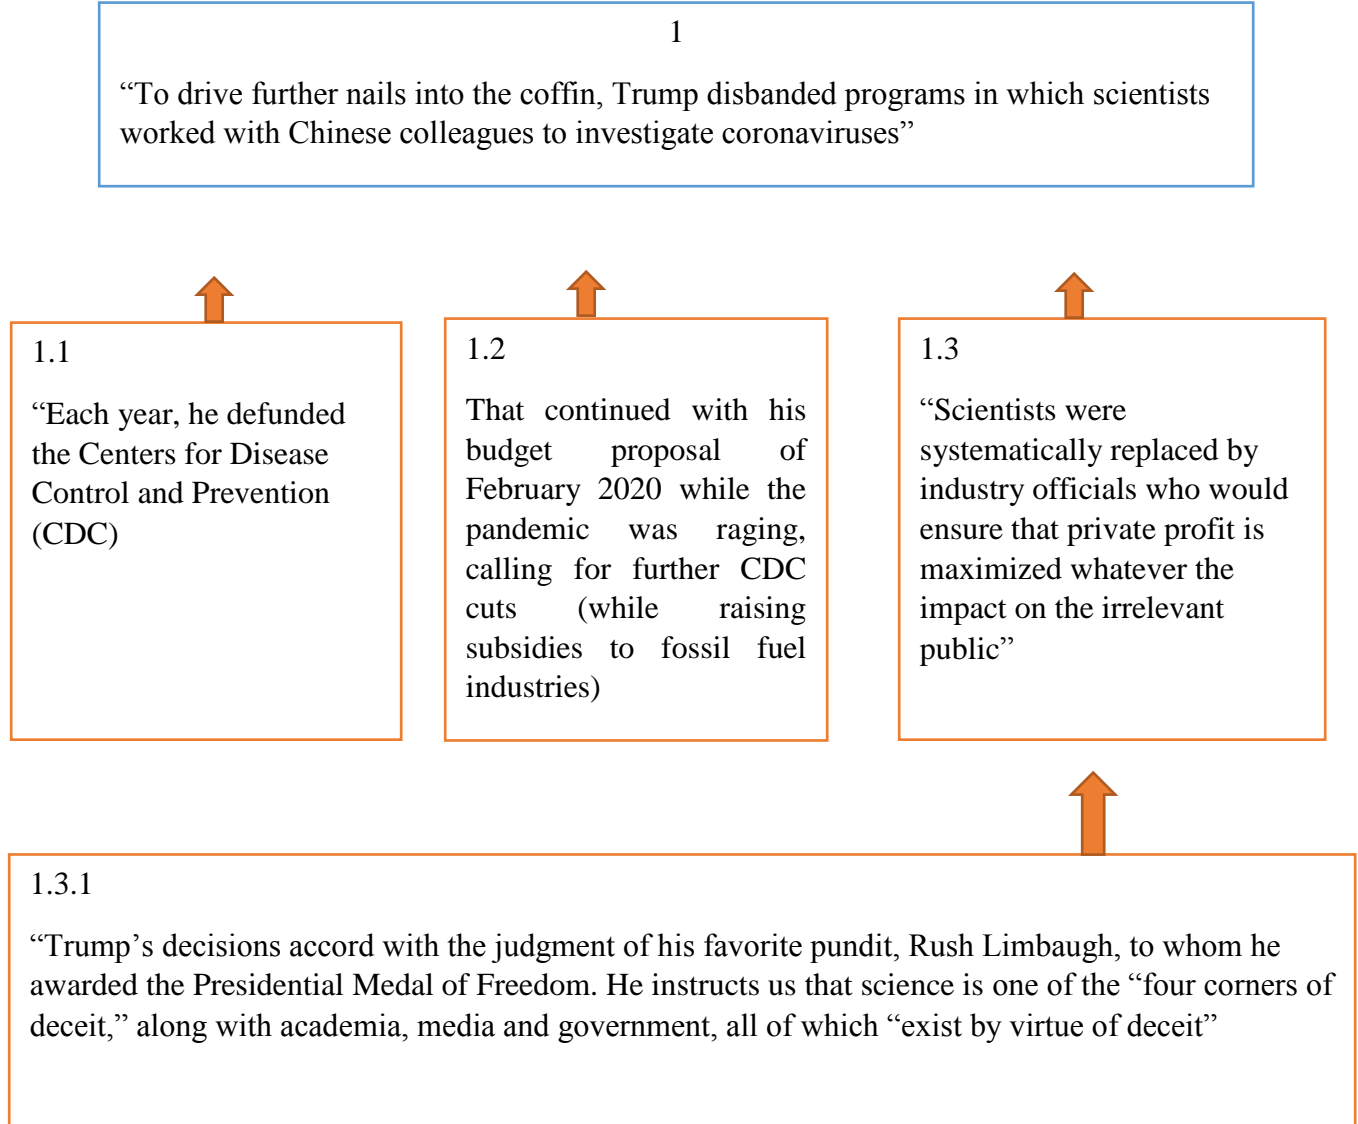 1
“To drive further nails into the coffin, Trump disbanded programs in which scientists
worked with Chinese colleagues to investigate coronaviruses”
1.1
“Each year, he defunded
the Centers for Disease
Control and Prevention
(CDC)
1.2
That continued with his
budget proposal of
February 2020 while the
pandemic was raging,
calling for further CDC
cuts (while raising
subsidies to fossil fuel
industries)
1.3
“Scientists were
systematically replaced by
industry officials who would
ensure that private profit is
maximized whatever the
impact on the irrelevant
public”
1.3.1
“Trump’s decisions accord with the judgment of his favorite pundit, Rush Limbaugh, to whom he
awarded the Presidential Medal of Freedom. He instructs us that science is one of the “four corners of
deceit,” along with academia, media and government, all of which “exist by virtue of deceit”